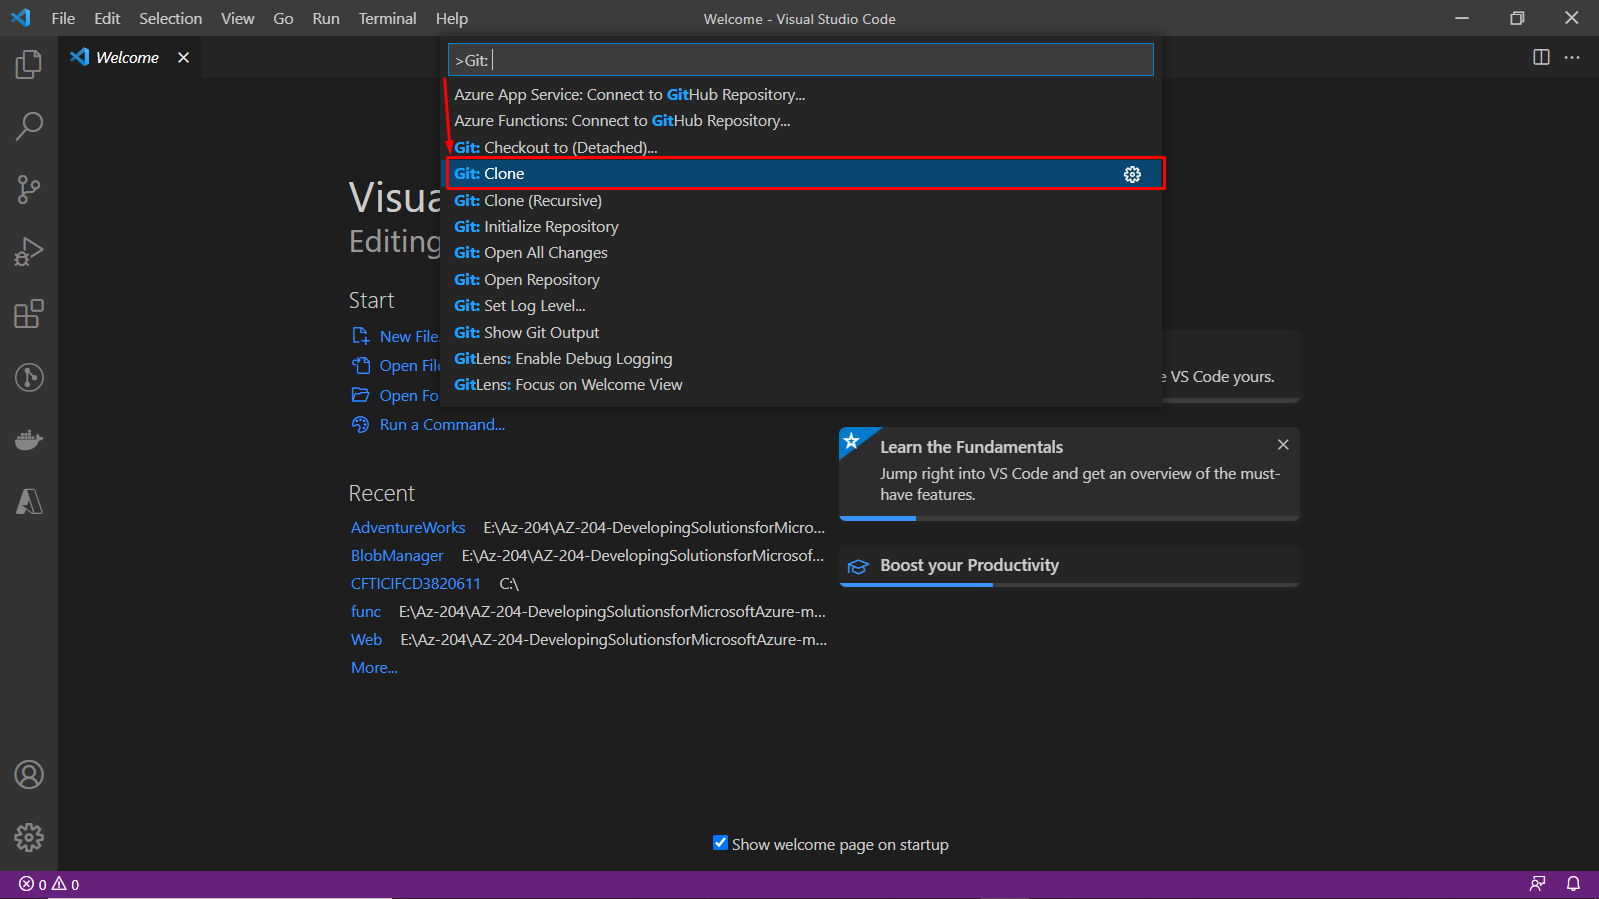 File Edit Selection View Go Run Terminal Help Welcome - Visual Studio Code
Welcome
>Git:
Azure App Service: Connect to GitHub Repository...
Azure Functions: Connect to GitHub Repository...
Git: Checkout to (Detached)...
Git: Clone
Git: Clone (Recursive)
Git: Initialize Repository
Git: Open All Changes
Git: Open Repository
Git: Set Log Level...
Git: Show Git Output
GitLens: Enable Debug Logging
GitLens: Focus on Welcome View
Visua
Editing
Start
New File.
Open File
Open Fo
Run a Command...
Recent
AdventureWorks E:\Az-204\AZ-204-DevelopingSolutionsforMicro...
BlobManager E:\Az-204\AZ-204-DevelopingSolutionsforMicrosof...
CFTICIFCD3820611 C:\
func E:\Az-204\AZ-204-DevelopingSolutionsforMicrosoftAzure-m...
Web E:\Az-204\AZ-204-DevelopingSolutionsforMicrosoftAzure-m...
More...
e VS Code yours.
Learn the Fundamentals
Jump right into VS Code and get an overview of the must-
have features.
Boost your Productivity
Show welcome page on startup
0 0